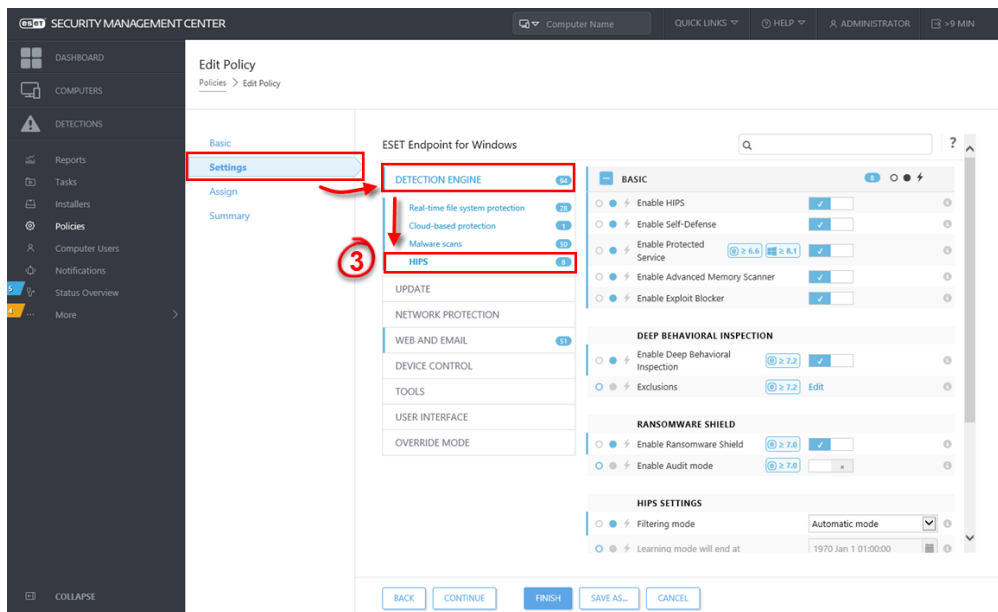 eset SECURITY MANAGEMENT CENTER
Computer Name
QUICK LINKS
? HELP
ADMINISTRATOR
>9 MIN
DASHBOARD
COMPUTERS
DETECTIONS
Reports
Tasks
Installers
Policies
Computer Users
Notifications
Status Overview
More
COLLAPSE
Edit Policy
Policies > Edit Policy
Basic
Settings
Assign
Summary
3
ESET Endpoint for Windows
?
DETECTION ENGINE 94
Real-time file system protection 28
Cloud-based protection 1
Malware scans 50
HIPS 8
UPDATE
NETWORK PROTECTION
WEB AND EMAIL 51
DEVICE CONTROL
TOOLS
USER INTERFACE
OVERRIDE MODE
BASIC 8
Enable HIPS
Enable Self-Defense
Enable Protected
Service ≥ 6.6 ≥ 8.1
Enable Advanced Memory Scanner
Enable Exploit Blocker
DEEP BEHAVIORAL INSPECTION
Enable Deep Behavioral
Inspection ≥ 7.2
Exclusions ≥ 7.2 Edit
RANSOMWARE SHIELD
Enable Ransomware Shield ≥ 7.0
Enable Audit mode ≥ 7.0
HIPS SETTINGS
Filtering mode Automatic mode
Learning mode will end at 1970 Jan 1 01:00:00
BACK
CONTINUE
FINISH
SAVE AS...
CANCEL